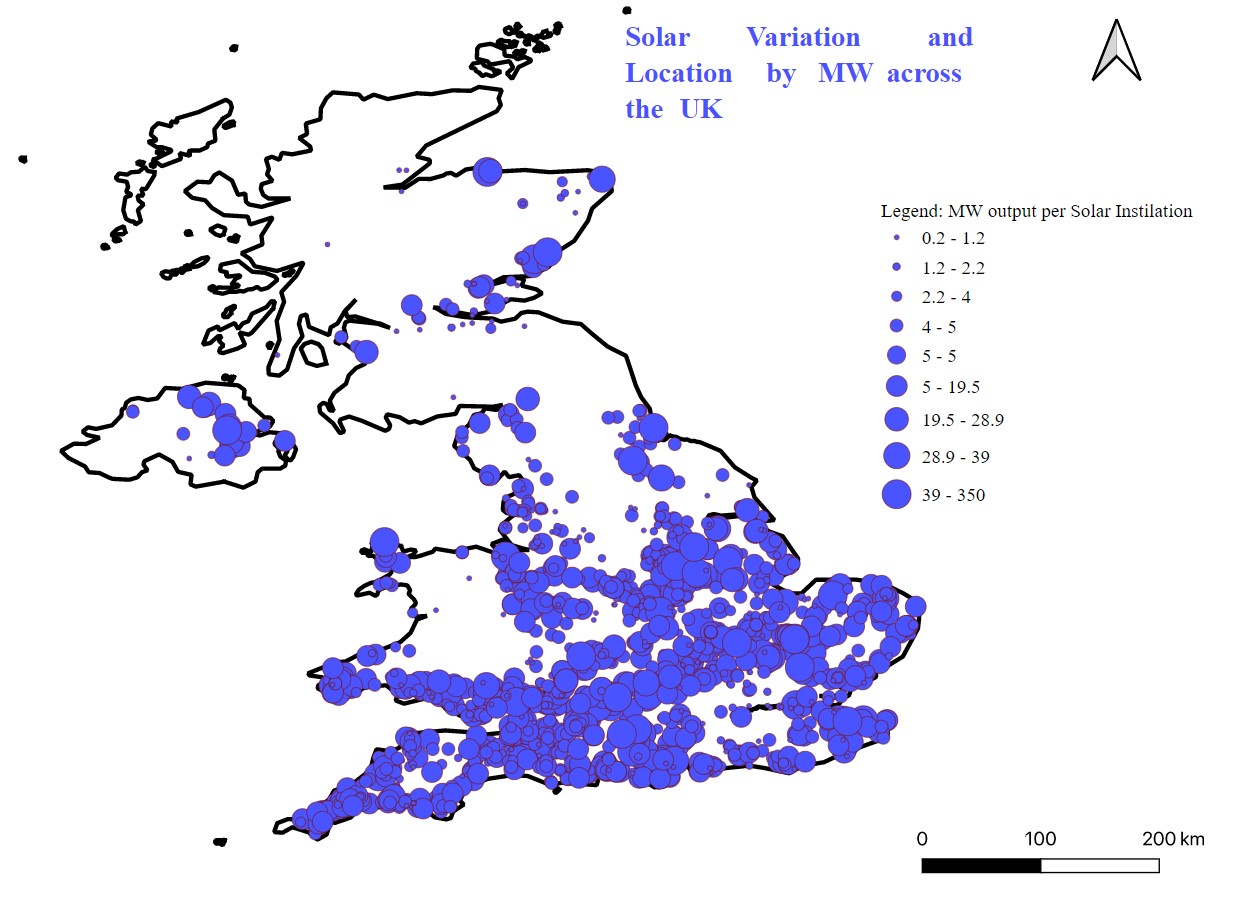 Solar Variation and
Location by MW across
the UK
Legend: MW output per Solar Instilation
0.2 - 1.2
1.2 - 2.2
2.2 - 4
4 - 5
5 - 5
5 - 19.5
19.5 - 28.9
28.9 - 39
39 - 350
0 100 200 km